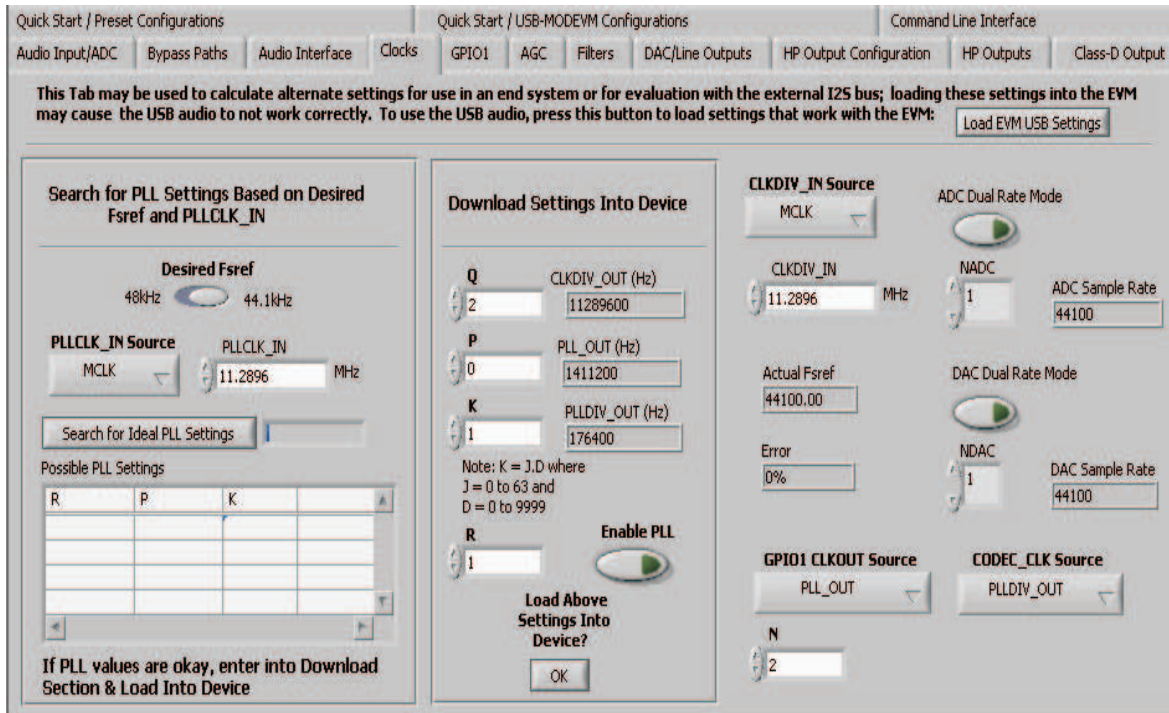 Quick Start / Preset Configurations
Quick Start / USB-MODEVM Configurations
Command Line Interface
Audio Input/ADC
Bypass Paths
Audio Interface
Clocks
GPIO1
AGC
Filters
DAC/Line Outputs
HP Output Configuration
HP Outputs
Class-D Output
This Tab may be used to calculate alternate settings for use in an end system or for evaluation with the external I2S bus; loading these settings into the EVM
may cause the USB audio to not work correctly. To use the USB audio, press this button to load settings that work with the EVM:
Load EVM USB Settings
Search for PLL Settings Based on Desired
Fsref and PLLCLK_IN
Desired Fsref
48kHz
44.1kHz
PLLCLK_IN Source
PLLCLK_IN
MCLK
11.2896
MHz
Search for Ideal PLL Settings
Possible PLL Settings
R P K
If PLL values are okay, enter into Download
Section & Load Into Device
Download Settings Into Device
Q
CLKDIV_OUT (Hz)
2
11289600
P
PLL_OUT (Hz)
0
1411200
K
PLLDIV_OUT (Hz)
1
176400
Note: K = J.D where
J = 0 to 63 and
D = 0 to 9999
R
Enable PLL
1
Load Above
Settings Into
Device?
OK
CLKDIV_IN Source
MCLK
ADC Dual Rate Mode
CLKDIV_IN
11.2896
MHz
NADC
1
ADC Sample Rate
44100
Actual Fsref
44100.00
DAC Dual Rate Mode
Error
0%
NDAC
1
DAC Sample Rate
44100
GPIO1 CLKOUT Source
PLL_OUT
CODEC_CLK Source
PLLDIV_OUT
N
2